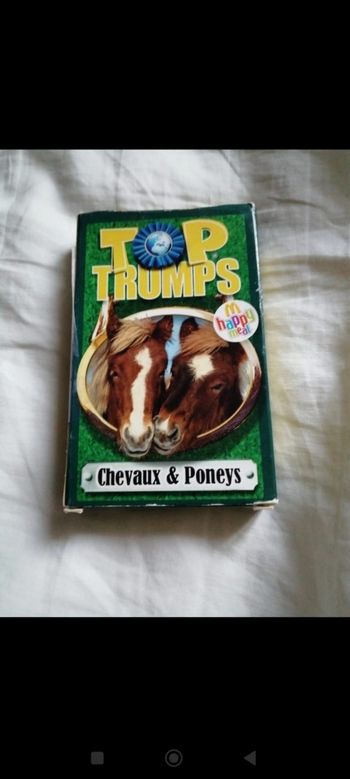 TOP
TRUMPS
happy
meal
Chevaux & Poneys